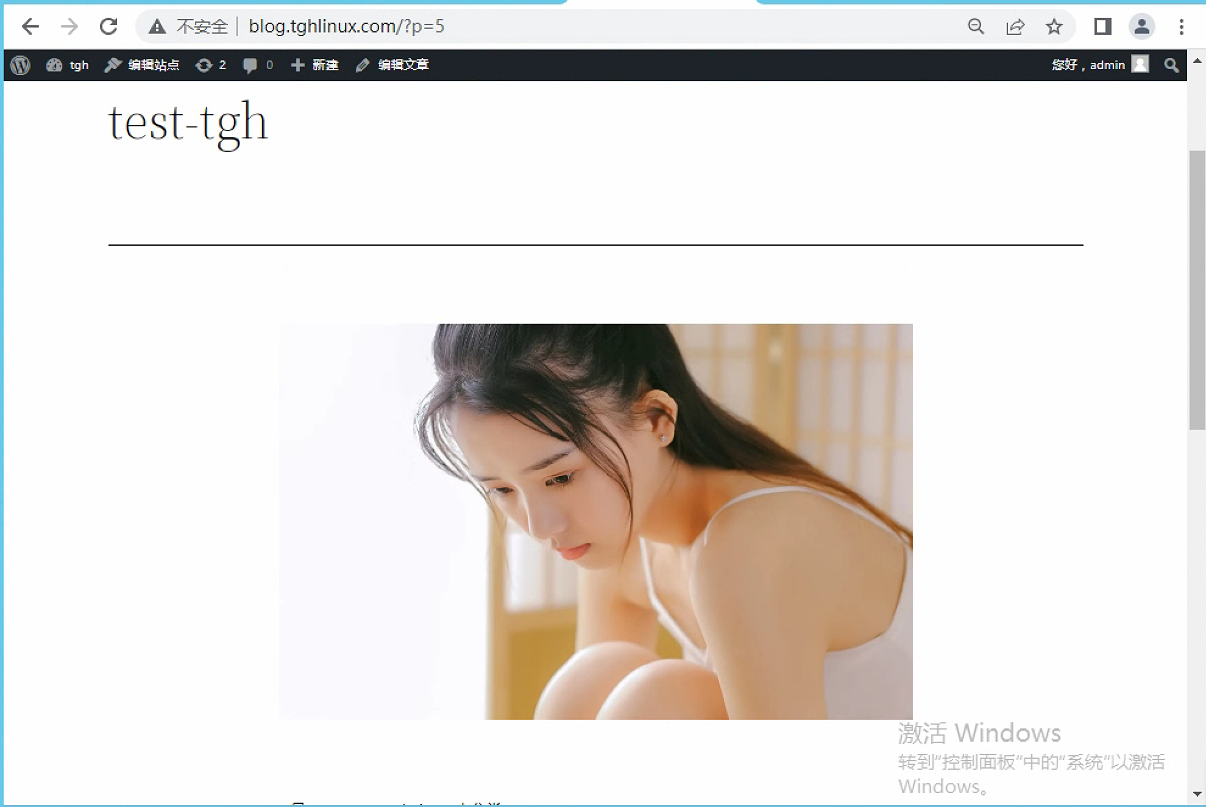 不安全 blog.tghlinux.com/?p=5
tgh 编辑站点 2 0 新建 编辑文章 您好，admin
test-tgh
激活 Windows
转到“控制面板”中的“系统”以激活
Windows。